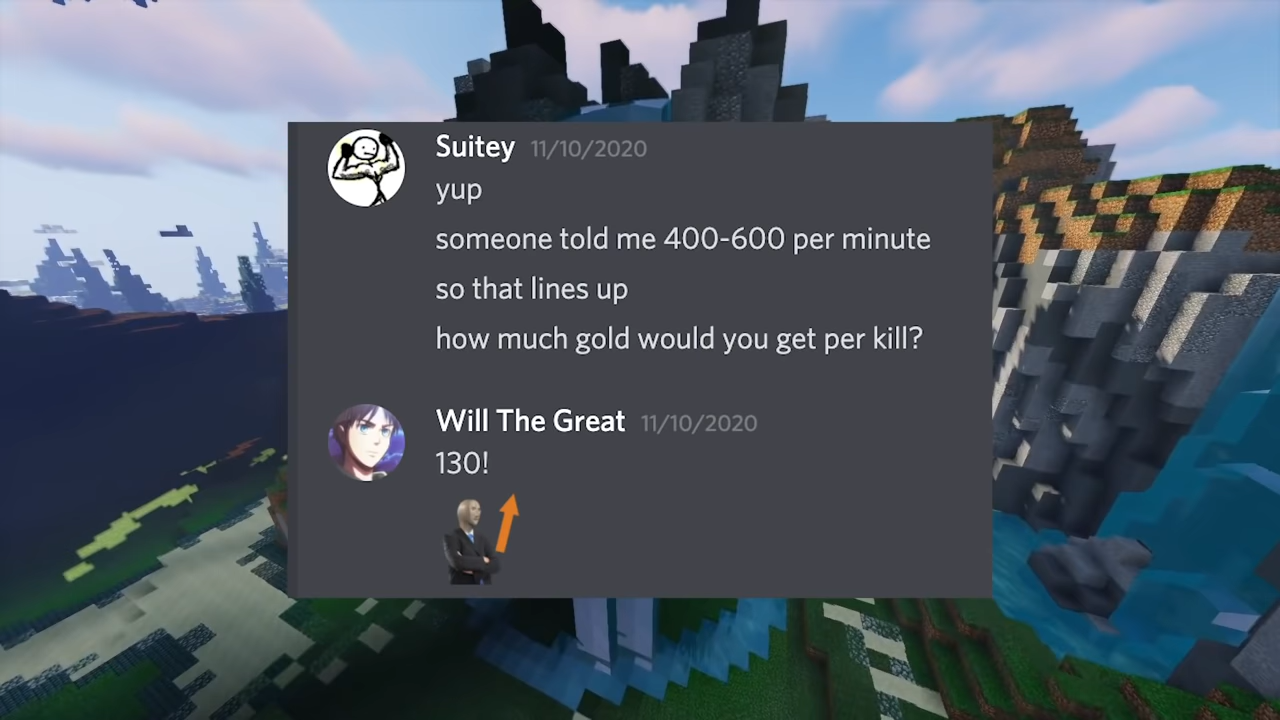 Suitey 11/10/2020
yup
someone told me 400-600 per minute
so that lines up
how much gold would you get per kill?
Will The Great 11/10/2020
130!